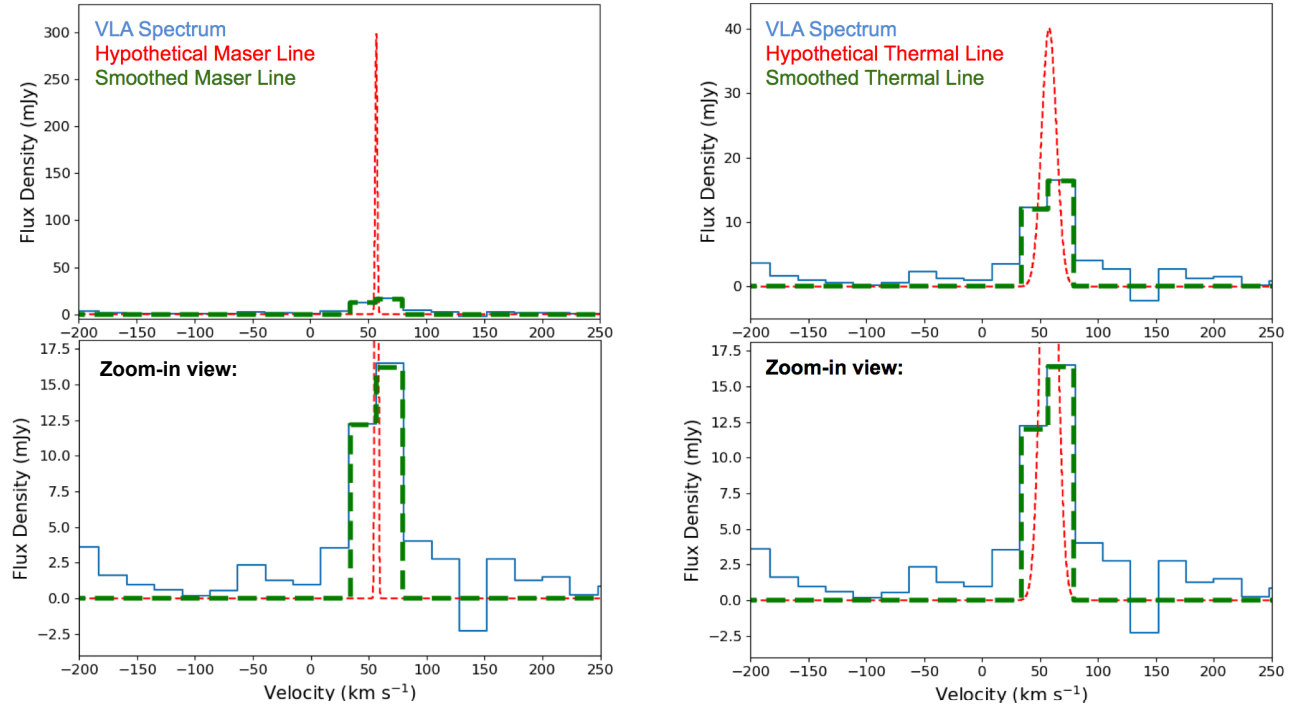 VLA Spectrum
Hypothetical Maser Line
Smoothed Maser Line
Flux Density (mJy)
300
250
200
150
100
50
0
−200 −150 −100 −50 0 50 100 150 200 250
Zoom-in view:
Flux Density (mJy)
17.5
15.0
12.5
10.0
7.5
5.0
2.5
0.0
−2.5
−200 −150 −100 −50 0 50 100 150 200 250
Velocity (km s⁻¹)
VLA Spectrum
Hypothetical Thermal Line
Smoothed Thermal Line
Flux Density (mJy)
40
30
20
10
0
−200 −150 −100 −50 0 50 100 150 200 250
Zoom-in view:
Flux Density (mJy)
17.5
15.0
12.5
10.0
7.5
5.0
2.5
0.0
−2.5
−200 −150 −100 −50 0 50 100 150 200 250
Velocity (km s⁻¹)